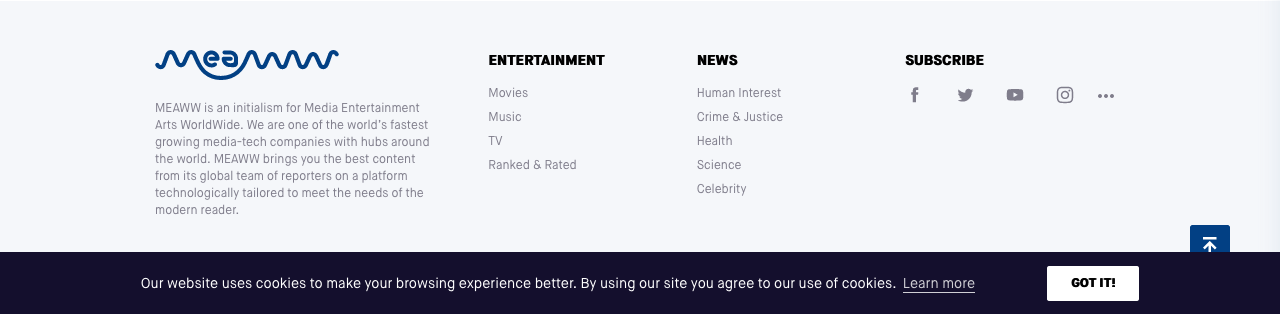 meaww
MEAWW is an initialism for Media Entertainment
Arts WorldWide. We are one of the world's fastest
growing media-tech companies with hubs around
the world. MEAWW brings you the best content
from its global team of reporters on a platform
technologically tailored to meet the needs of the
modern reader.
ENTERTAINMENT
Movies
Music
TV
Ranked & Rated
NEWS
Human Interest
Crime & Justice
Health
Science
Celebrity
SUBSCRIBE
Our website uses cookies to make your browsing experience better. By using our site you agree to our use of cookies. Learn more
GOT IT!